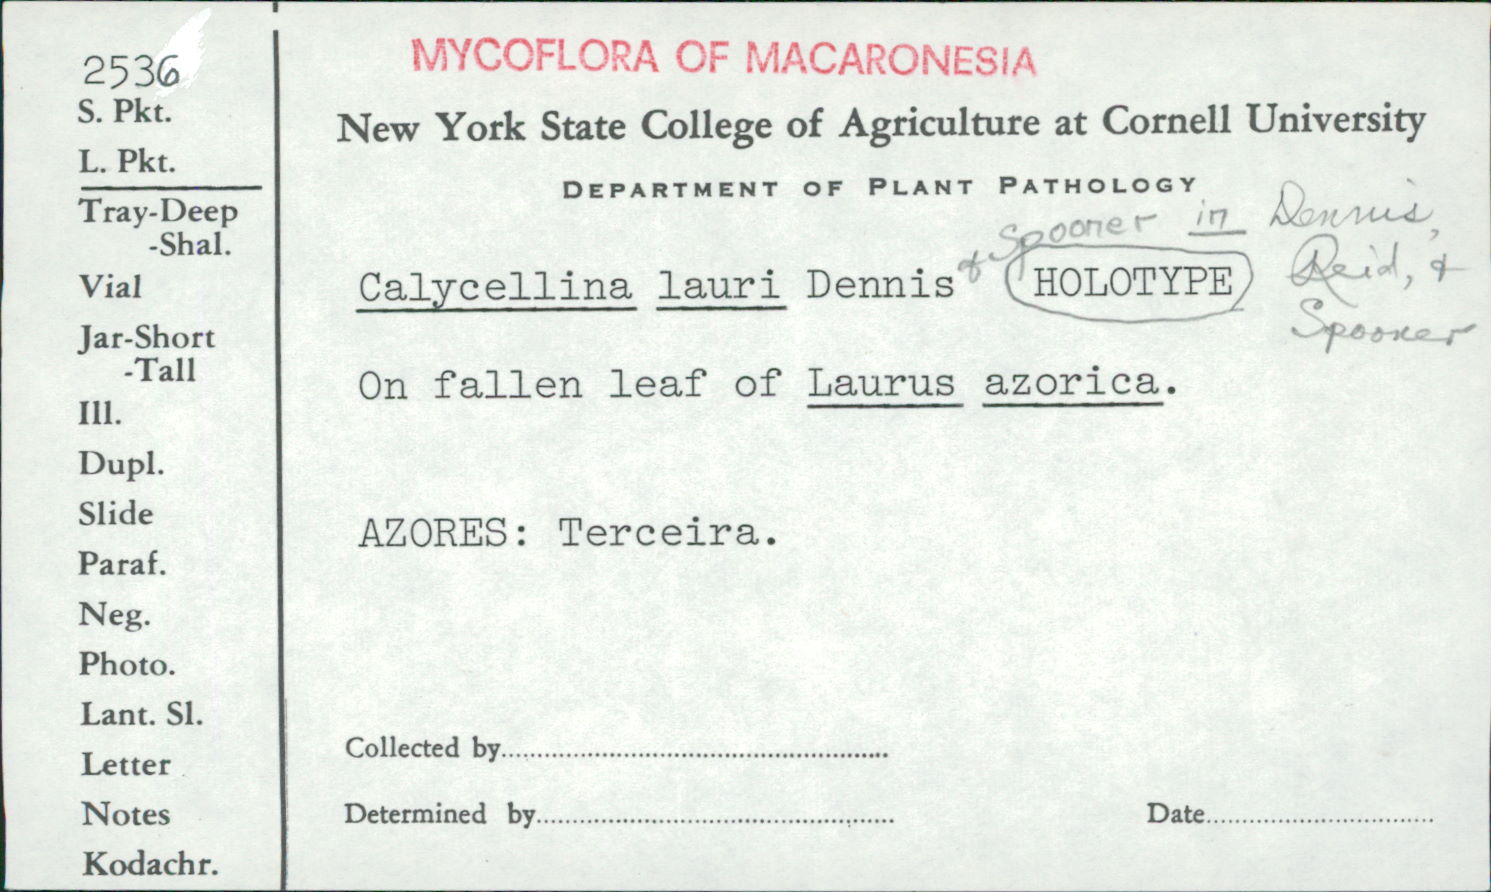 2536
S. Pkt.
L. Pkt.
Tray-Deep
-Shal.
Vial
Jar-Short
-Tall
Ill.
Dupl.
Slide
Paraf.
Neg.
Photo.
Lant. Sl.
Letter
Notes
Kodachr.
MYCOFLORA OF MACARONESIA
New York State College of Agriculture at Cornell University
DEPARTMENT OF PLANT PATHOLOGY
& Spooner in Dennis,
Reid, &
Spooner
Calycellina lauri Dennis HOLOTYPE
On fallen leaf of Laurus azorica.
AZORES: Terceira.
Collected by
Determined by Date